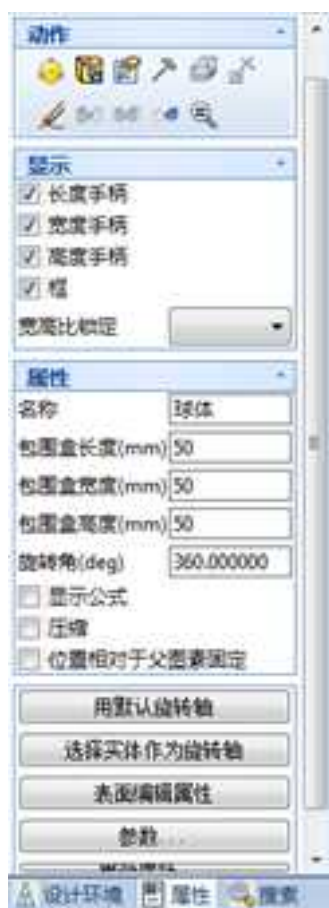 动作
显示
长度手柄
宽度手柄
高度手柄
框
宽高比锁定
属性
名称 球体
包围盒长度(mm) 50
包围盒宽度(mm) 50
包围盒高度(mm) 50
旋转角(deg) 360.000000
显示公式
压缩
位置相对于父图素固定
用默认旋转轴
选择实体作为旋转轴
表面编辑属性
参数...
设计环境 属性 搜索